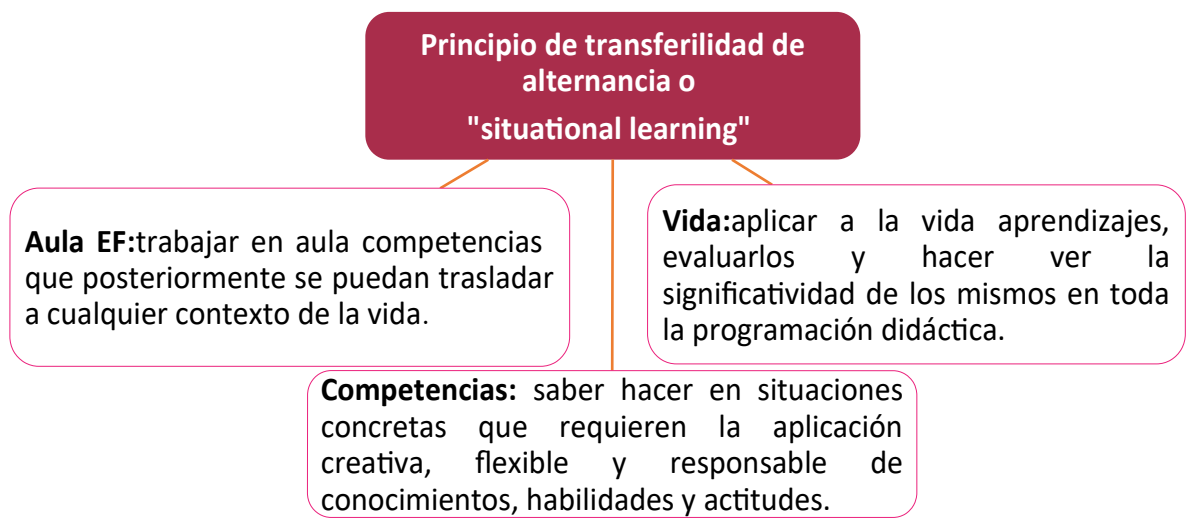 Principio de transferilidad de
alternancia o
"situational learning"
Aula EF:trabajar en aula competencias
que posteriormente se puedan trasladar
a cualquier contexto de la vida.
Vida:aplicar a la vida aprendizajes,
evaluarlos y hacer ver la
significatividad de los mismos en toda
la programación didáctica.
Competencias: saber hacer en situaciones
concretas que requieren la aplicación
creativa, flexible y responsable de
conocimientos, habilidades y actitudes.